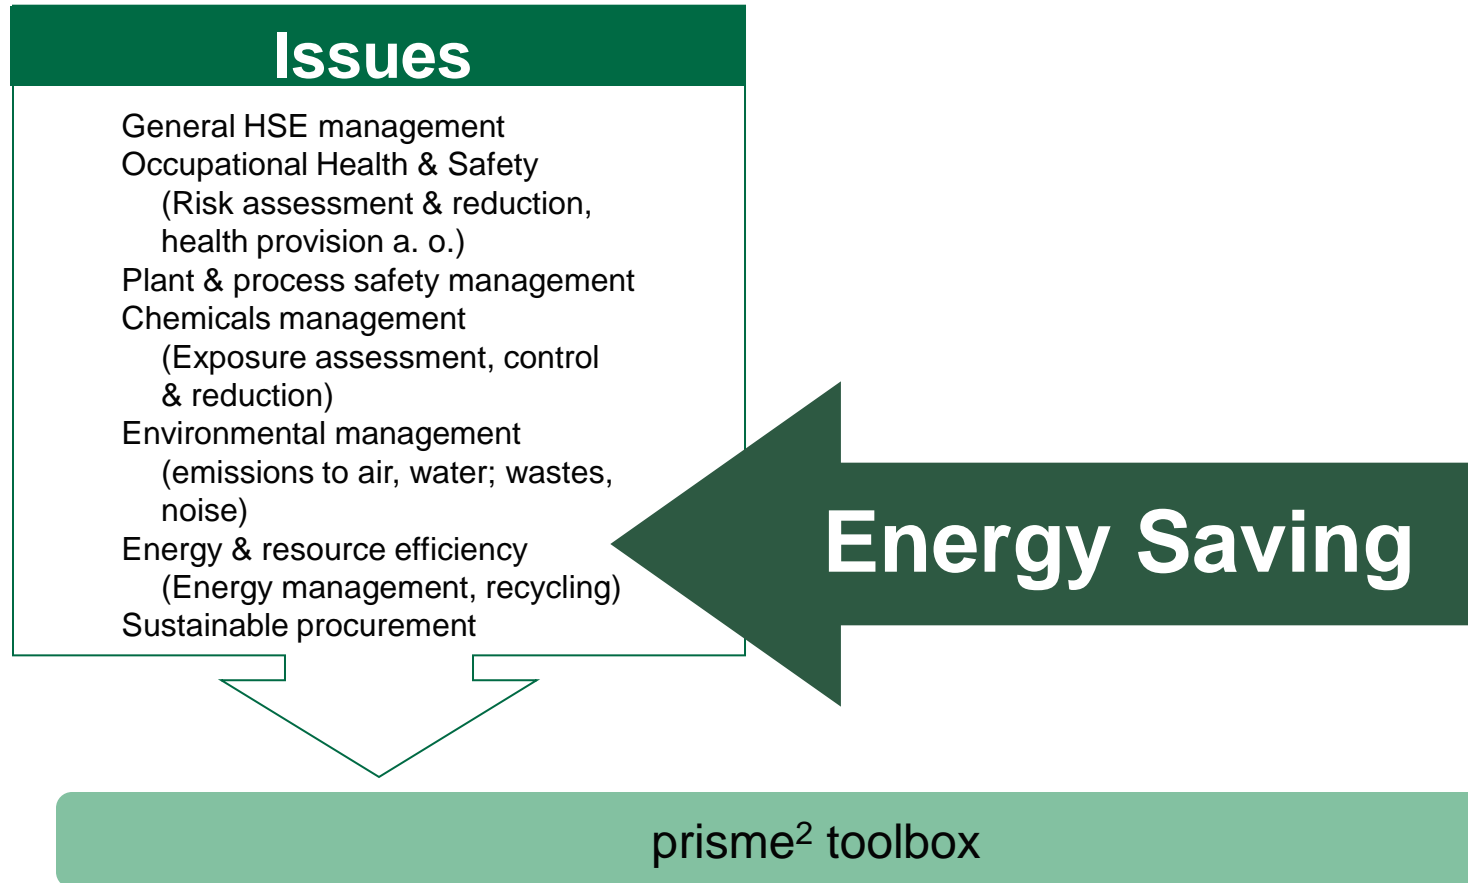 Issues
General HSE management
Occupational Health & Safety
(Risk assessment & reduction,
health provision a. o.)
Plant & process safety management
Chemicals management
(Exposure assessment, control
& reduction)
Environmental management
(emissions to air, water; wastes,
noise)
Energy & resource efficiency
(Energy management, recycling)
Sustainable procurement
Energy Saving
prisme² toolbox